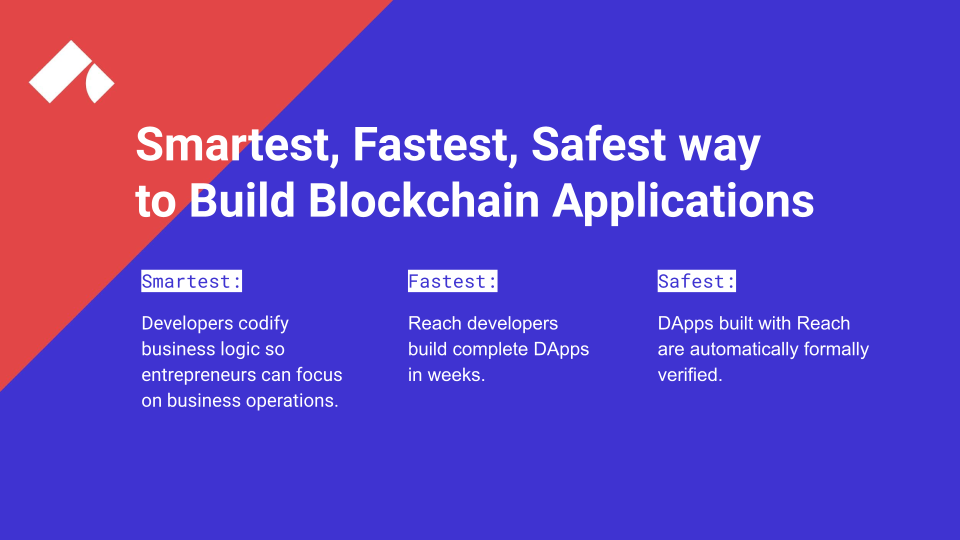 Smartest, Fastest, Safest way
to Build Blockchain Applications
Smartest:
Developers codify
business logic so
entrepreneurs can focus
on business operations.
Fastest:
Reach developers
build complete DApps
in weeks.
Safest:
DApps built with Reach
are automatically formally
verified.